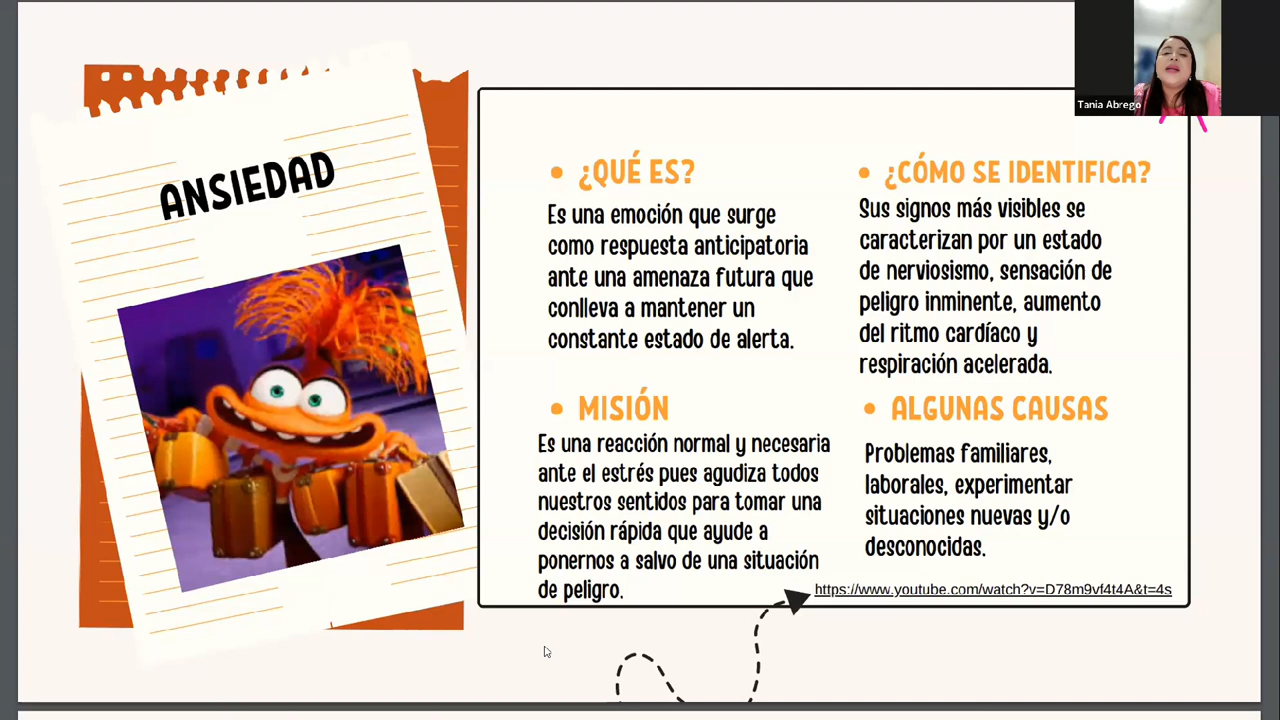 Tania Abrego
ANSIEDAD
• ¿QUÉ ES?
Es una emoción que surge
como respuesta anticipatoria
ante una amenaza futura que
conlleva a mantener un
constante estado de alerta.
• MISIÓN
Es una reacción normal y necesaria
ante el estrés pues agudiza todos
nuestros sentidos para tomar una
decisión rápida que ayude a
ponernos a salvo de una situación
de peligro.
• ¿CÓMO SE IDENTIFICA?
Sus signos más visibles se
caracterizan por un estado
de nerviosismo, sensación de
peligro inminente, aumento
del ritmo cardíaco y
respiración acelerada.
• ALGUNAS CAUSAS
Problemas familiares,
laborales, experimentar
situaciones nuevas y/o
desconocidas.
https://www.youtube.com/watch?v=D78m9vf4t4A&t=4s